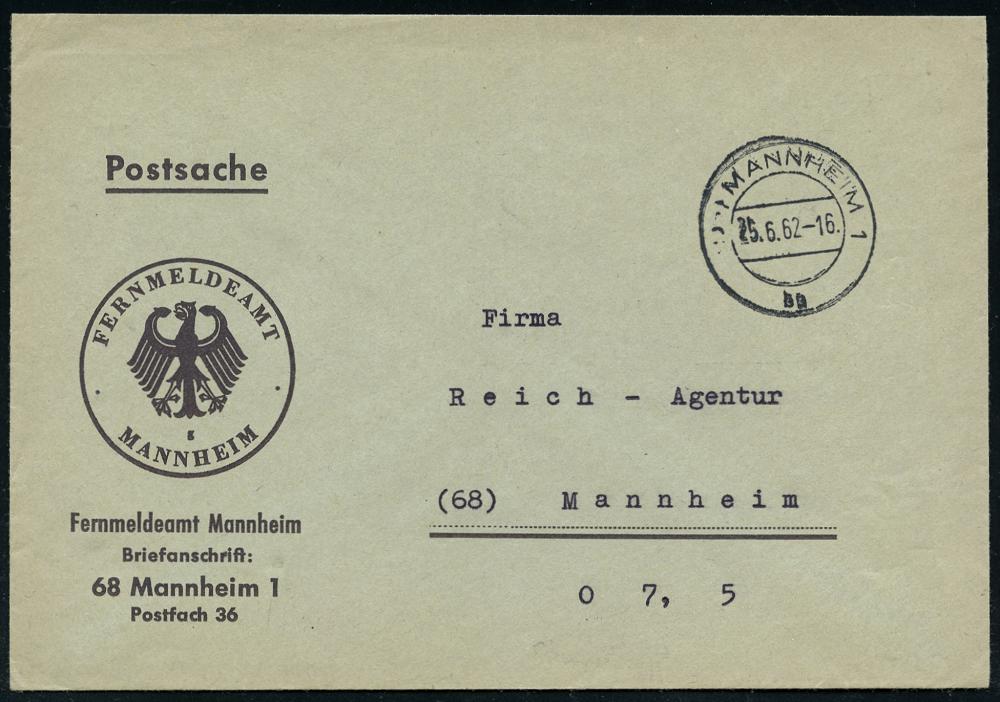 Postsache
MANNHEIM 1
25.6.62-16.
FERNMELDEAMT
g
MANNHEIM
Firma
Reich - Agentur
(68) Mannheim
O 7, 5
Fernmeldeamt Mannheim
Briefanschrift:
68 Mannheim 1
Postfach 36